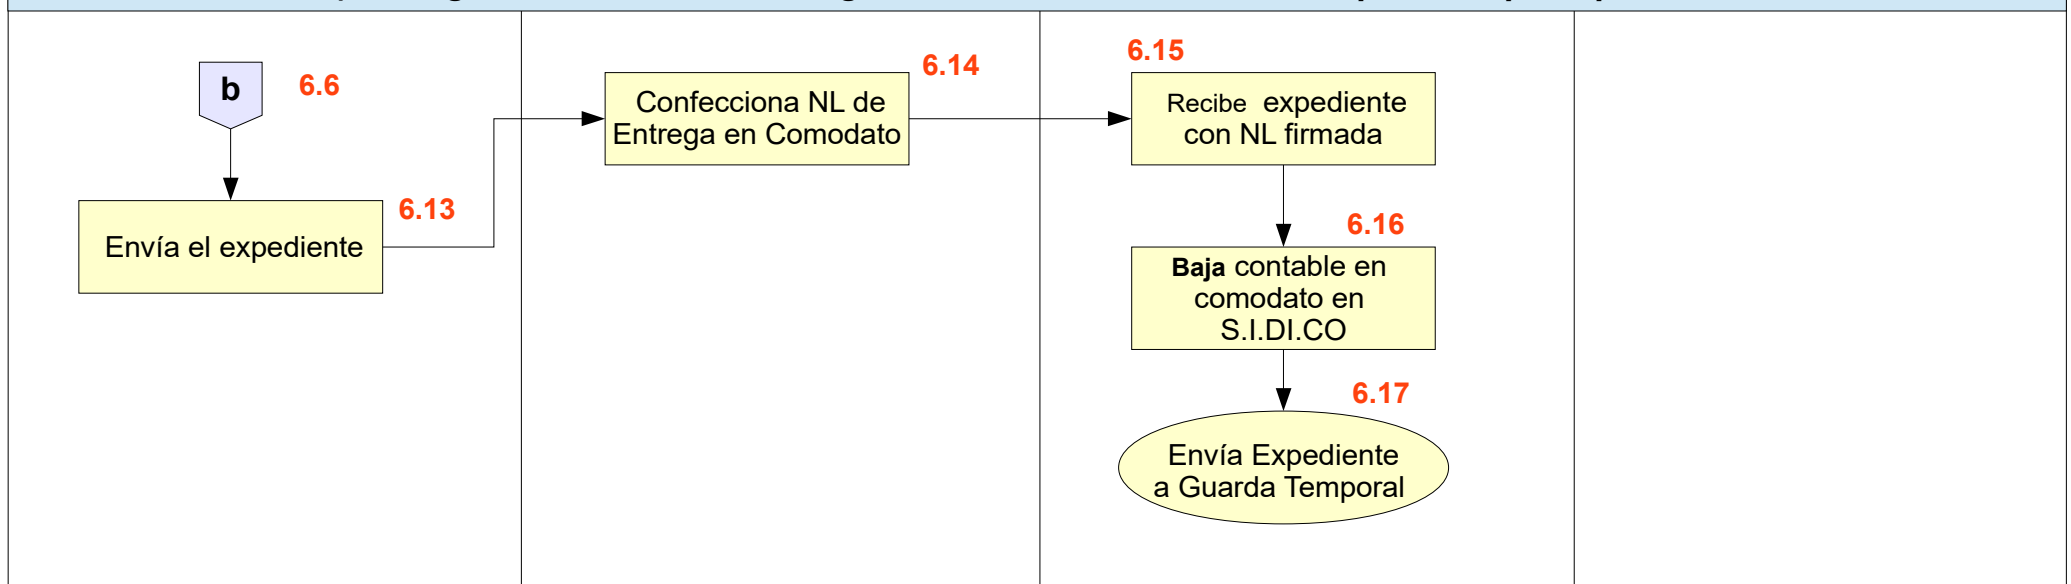 b
6.6
6.13
Envía el expediente
6.14
Confecciona NL de
Entrega en Comodato
6.15
Recibe expediente
con NL firmada
6.16
Baja contable en
comodato en
S.I.DI.CO
6.17
Envía Expediente
a Guarda Temporal